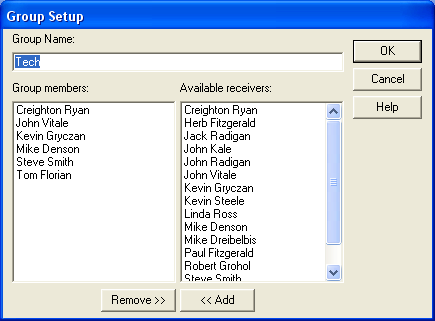 Group Setup
Group Name:
Tech
OK
Cancel
Help
Group members:
Creighton Ryan
John Vitale
Kevin Gryczan
Mike Denson
Steve Smith
Tom Florian
Available receivers:
Creighton Ryan
Herb Fitzgerald
Jack Radigan
John Kale
John Radigan
John Vitale
Kevin Gryczan
Kevin Steele
Linda Ross
Mike Denson
Mike Dreibelbis
Paul Fitzgerald
Robert Grohol
Steve Smith
Remove >>
<< Add